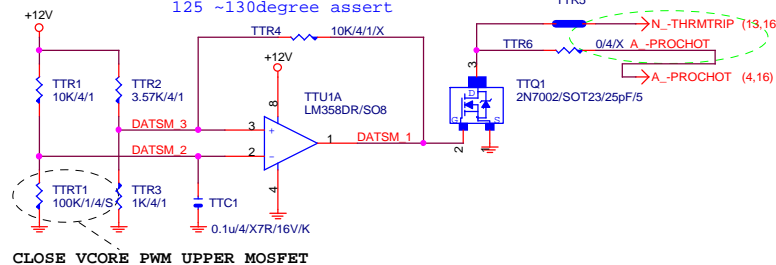 125 ~130degree assert
+12V
TTR4
10K/4/1/X
+12V
N_-THRMTRIP (13,16
TTR6
0/4/X
A_-PROCHOT
A_-PROCHOT (4,16)
TTR1
10K/4/1
TTR2
3.57K/4/1
TTU1A
LM358DR/SO8
TTQ1
2N7002/SOT23/25pF/5
3
D
G
S
2
8
DATSM_3
3
+
DATSM_2
2
−
1
DATSM_1
4
TTRT1
100K/1/4/S
TTR3
1K/4/1
TTC1
0.1u/4/X7R/16V/K
CLOSE VCORE PWM UPPER MOSFET